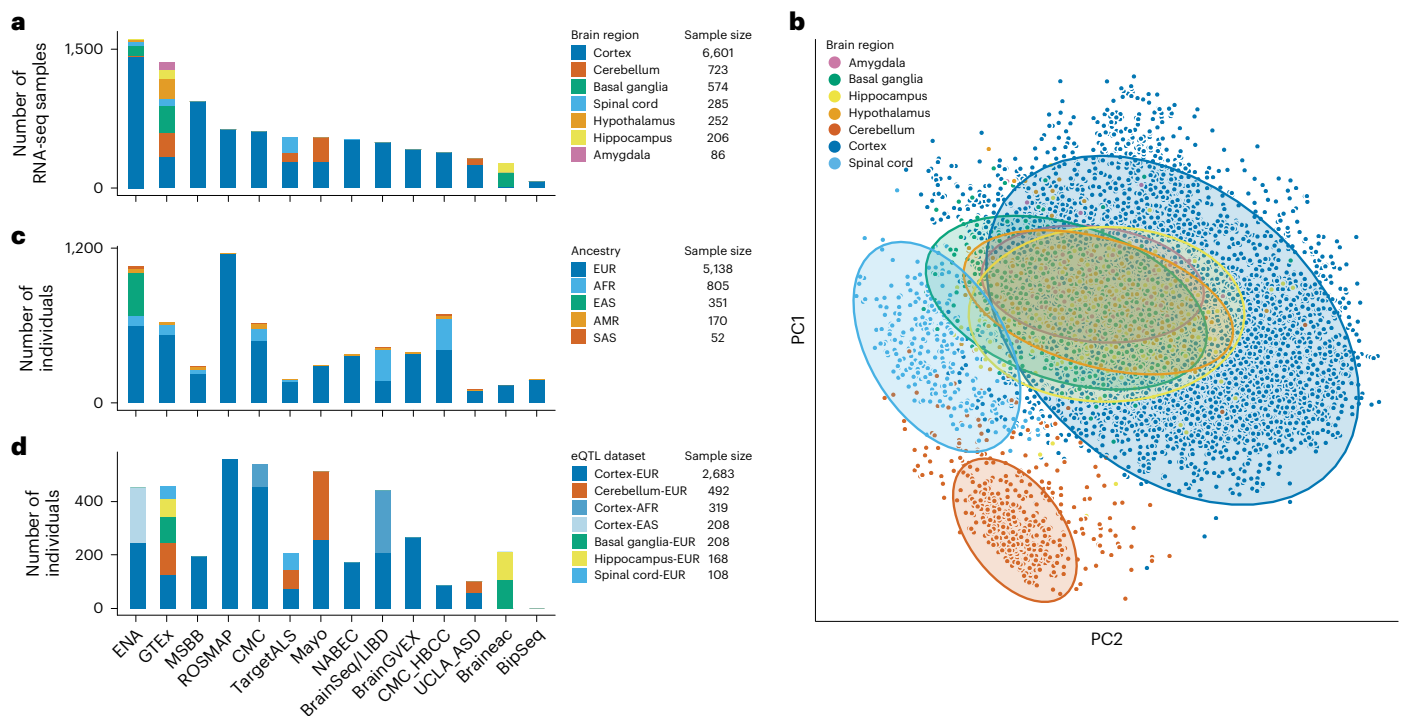 a
Number of
RNA-seq samples
1,500
0
Brain region Sample size
Cortex 6,601
Cerebellum 723
Basal ganglia 574
Spinal cord 285
Hypothalamus 252
Hippocampus 206
Amygdala 86
c
Number of
individuals
1,200
0
Ancestry Sample size
EUR 5,138
AFR 805
EAS 351
AMR 170
SAS 52
d
Number of
individuals
400
200
0
eQTL dataset Sample size
Cortex-EUR 2,683
Cerebellum-EUR 492
Cortex-AFR 319
Cortex-EAS 208
Basal ganglia-EUR 208
Hippocampus-EUR 168
Spinal cord-EUR 108
ENA
GTEx
MSBB
ROSMAP
CMC
TargetALS
Mayo
NABEC
BrainSeq/LIBD
BrainGVEX
CMC_HBCC
UCLA_ASD
Braineac
BipSeq
b
Brain region
Amygdala
Basal ganglia
Hippocampus
Hypothalamus
Cerebellum
Cortex
Spinal cord
PC1
PC2